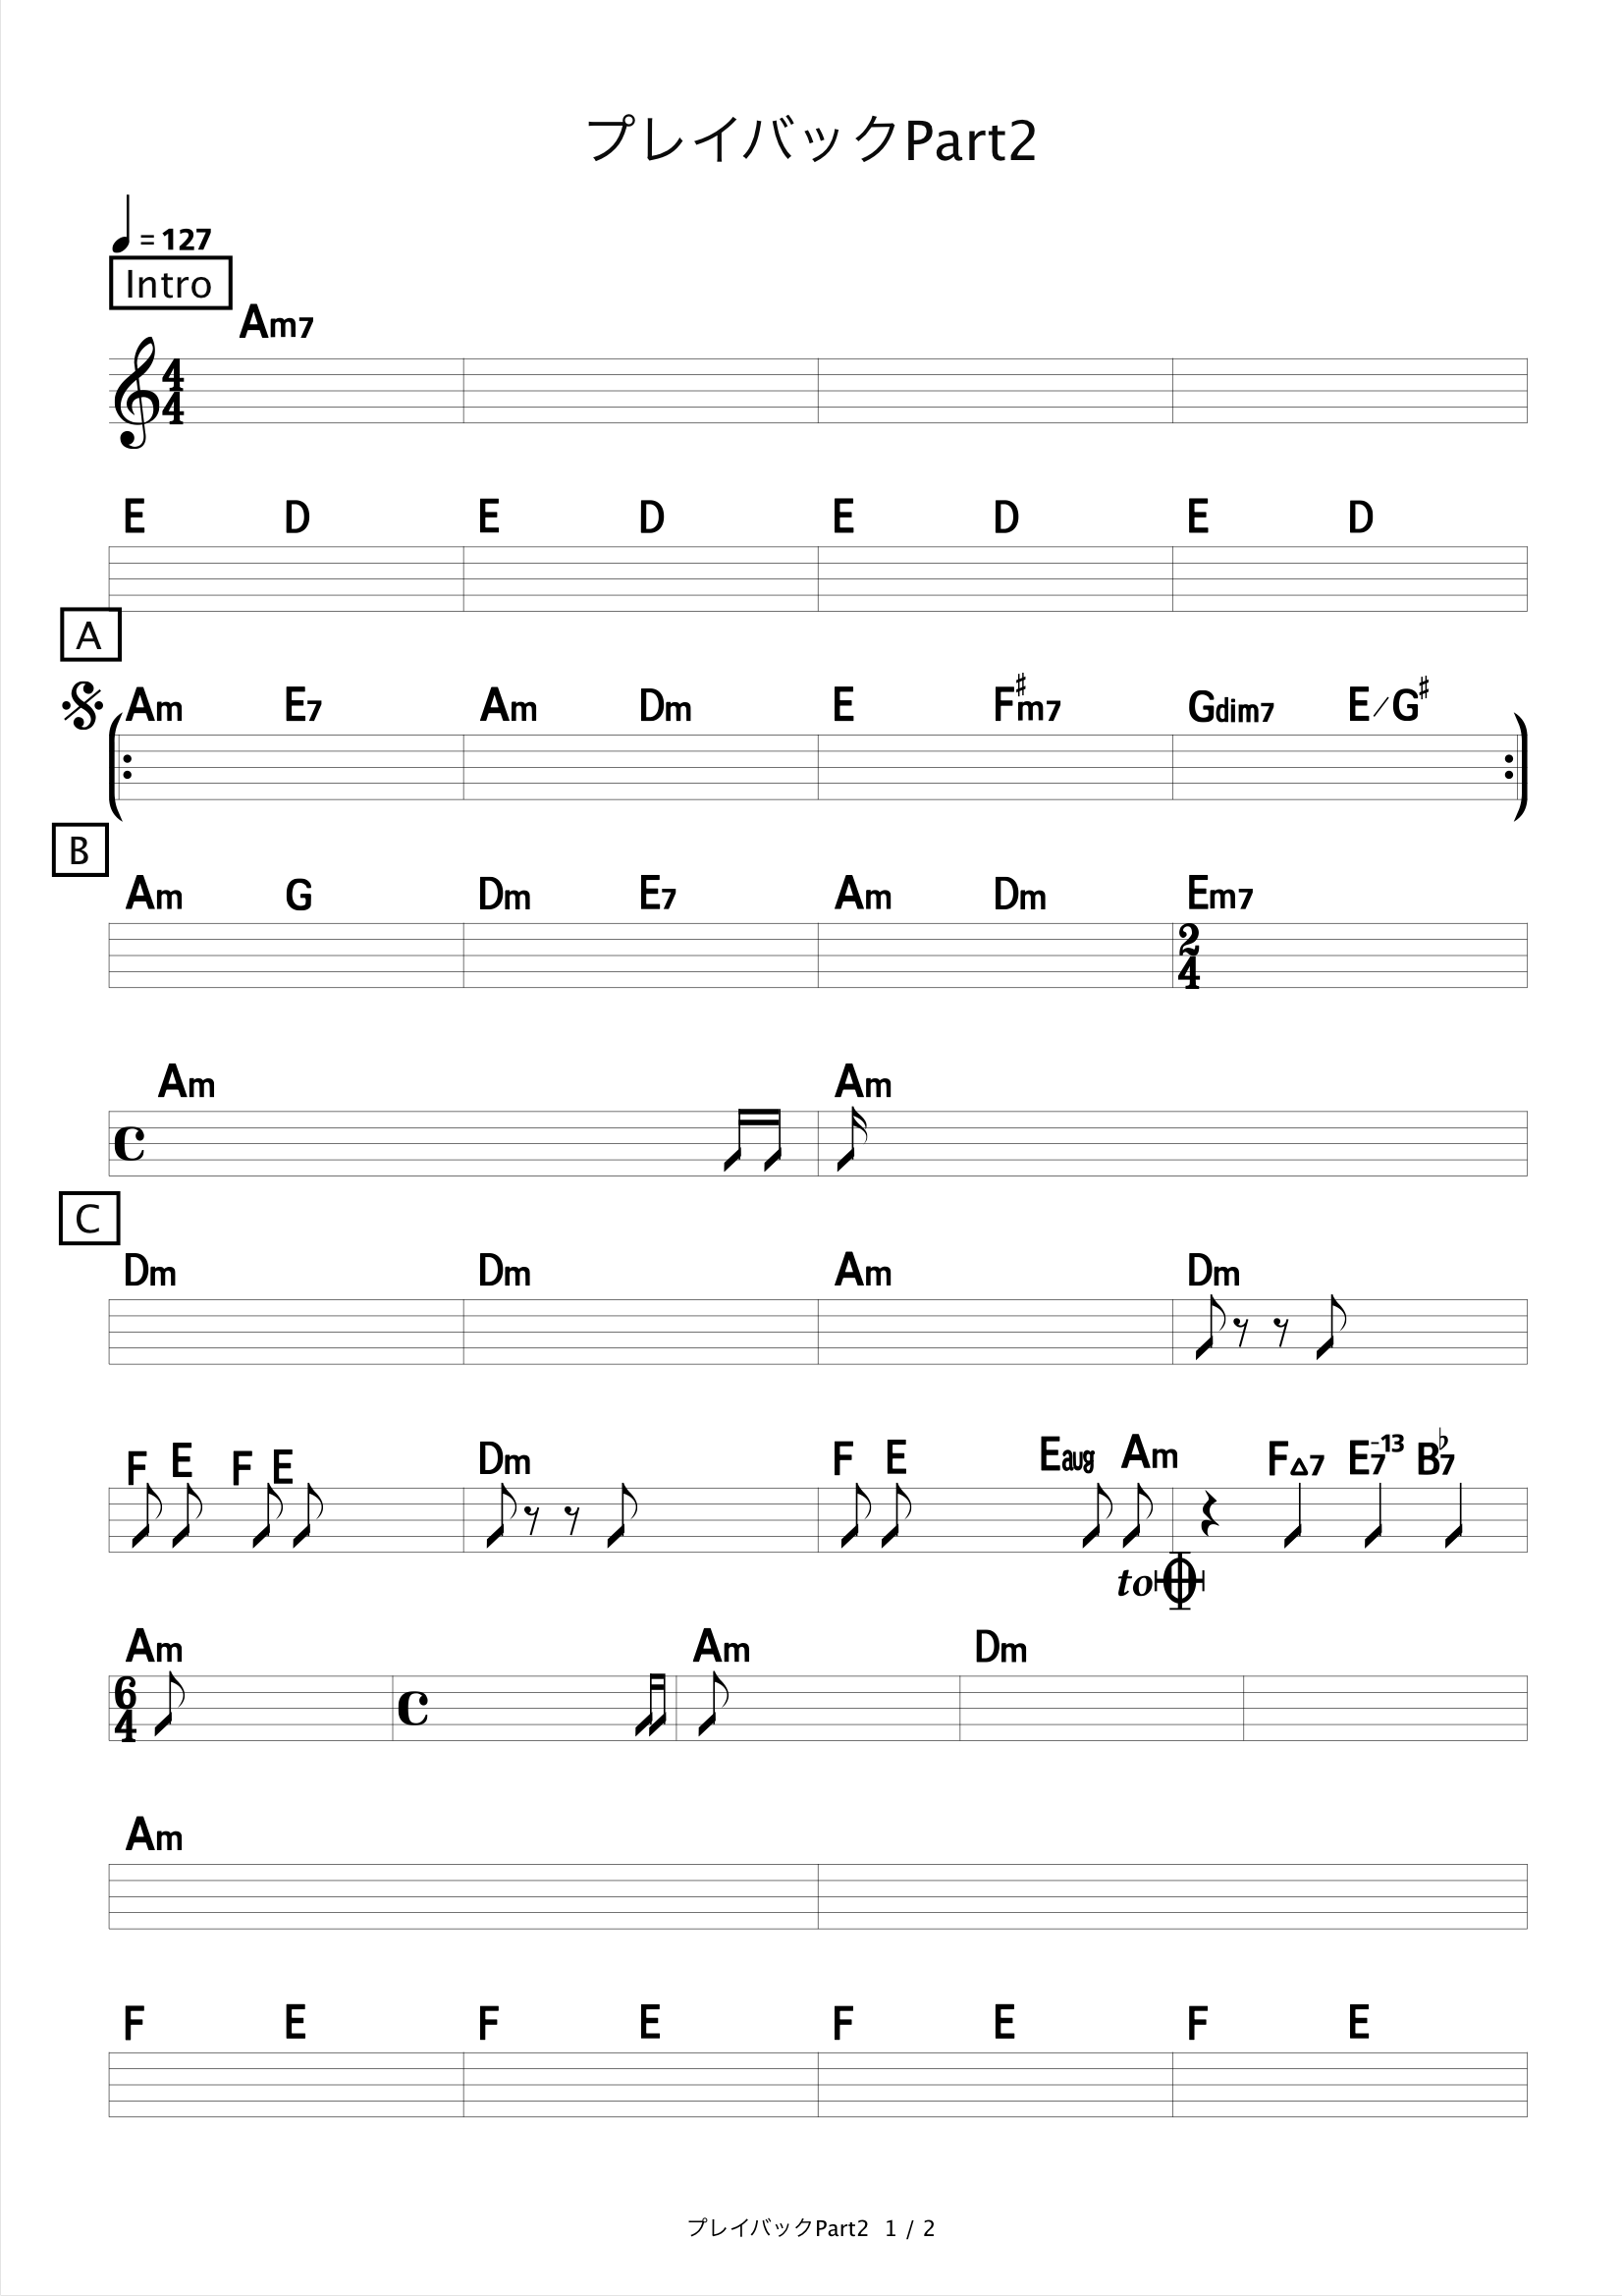 プレイバックPart2
= 127
Intro
Am7
4
4
E D E D E D E D
A
Am E7 Am Dm E F♯m7 Gdim7 E/G♯
B
Am G Dm E7 Am Dm Em7
2
4
Am Am
C
Dm Dm Am Dm
F E F E Dm F E Eaug Am F△7 E7-13 B♭7
to
Am Am Dm
6
4
Am
F E F E F E F E
プレイバックPart2 1 / 2